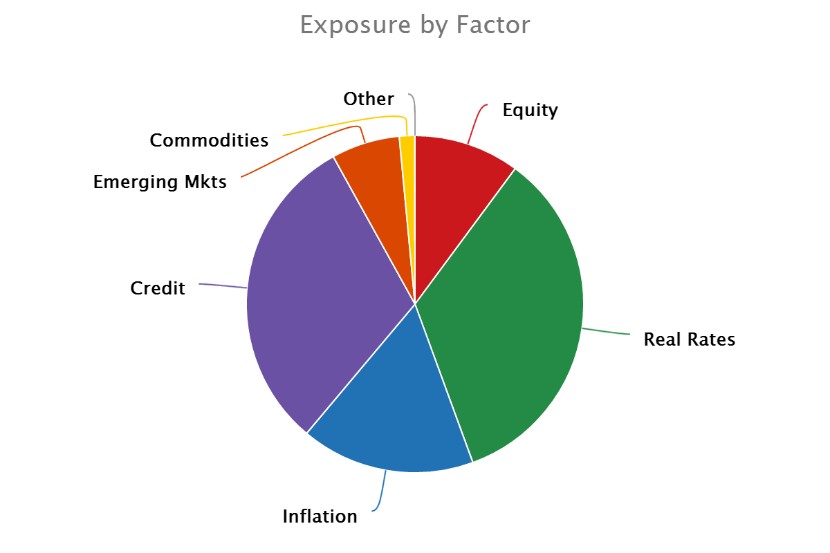 Exposure by Factor
Other
Equity
Commodities
Emerging Mkts
Credit
Real Rates
Inflation